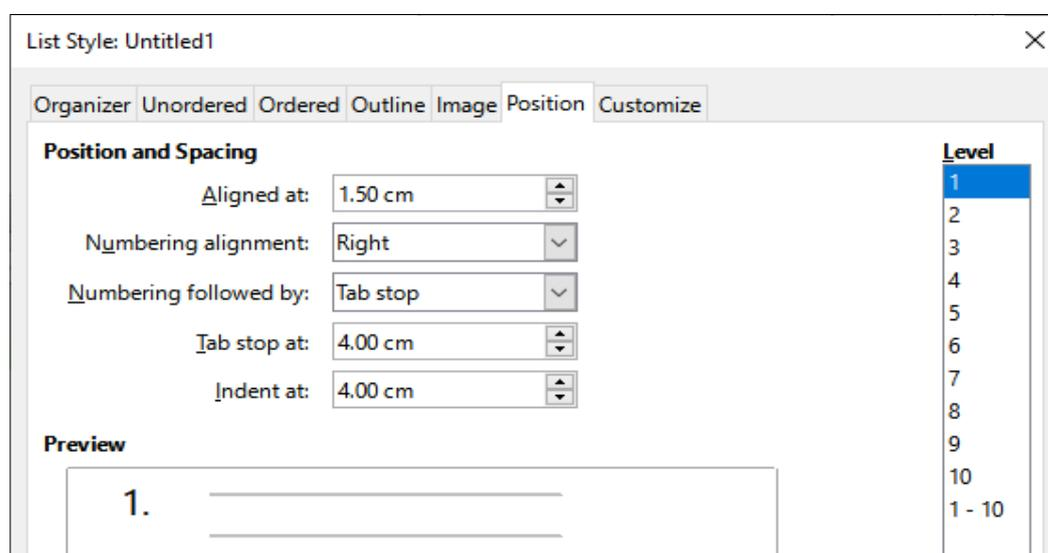 List Style: Untitled1
Organizer Unordered Ordered Outline Image Position Customize
Position and Spacing
Aligned at: 1.50 cm
Numbering alignment: Right
Numbering followed by: Tab stop
Tab stop at: 4.00 cm
Indent at: 4.00 cm
Preview
1.
Level
1
2
3
4
5
6
7
8
9
10
1 - 10